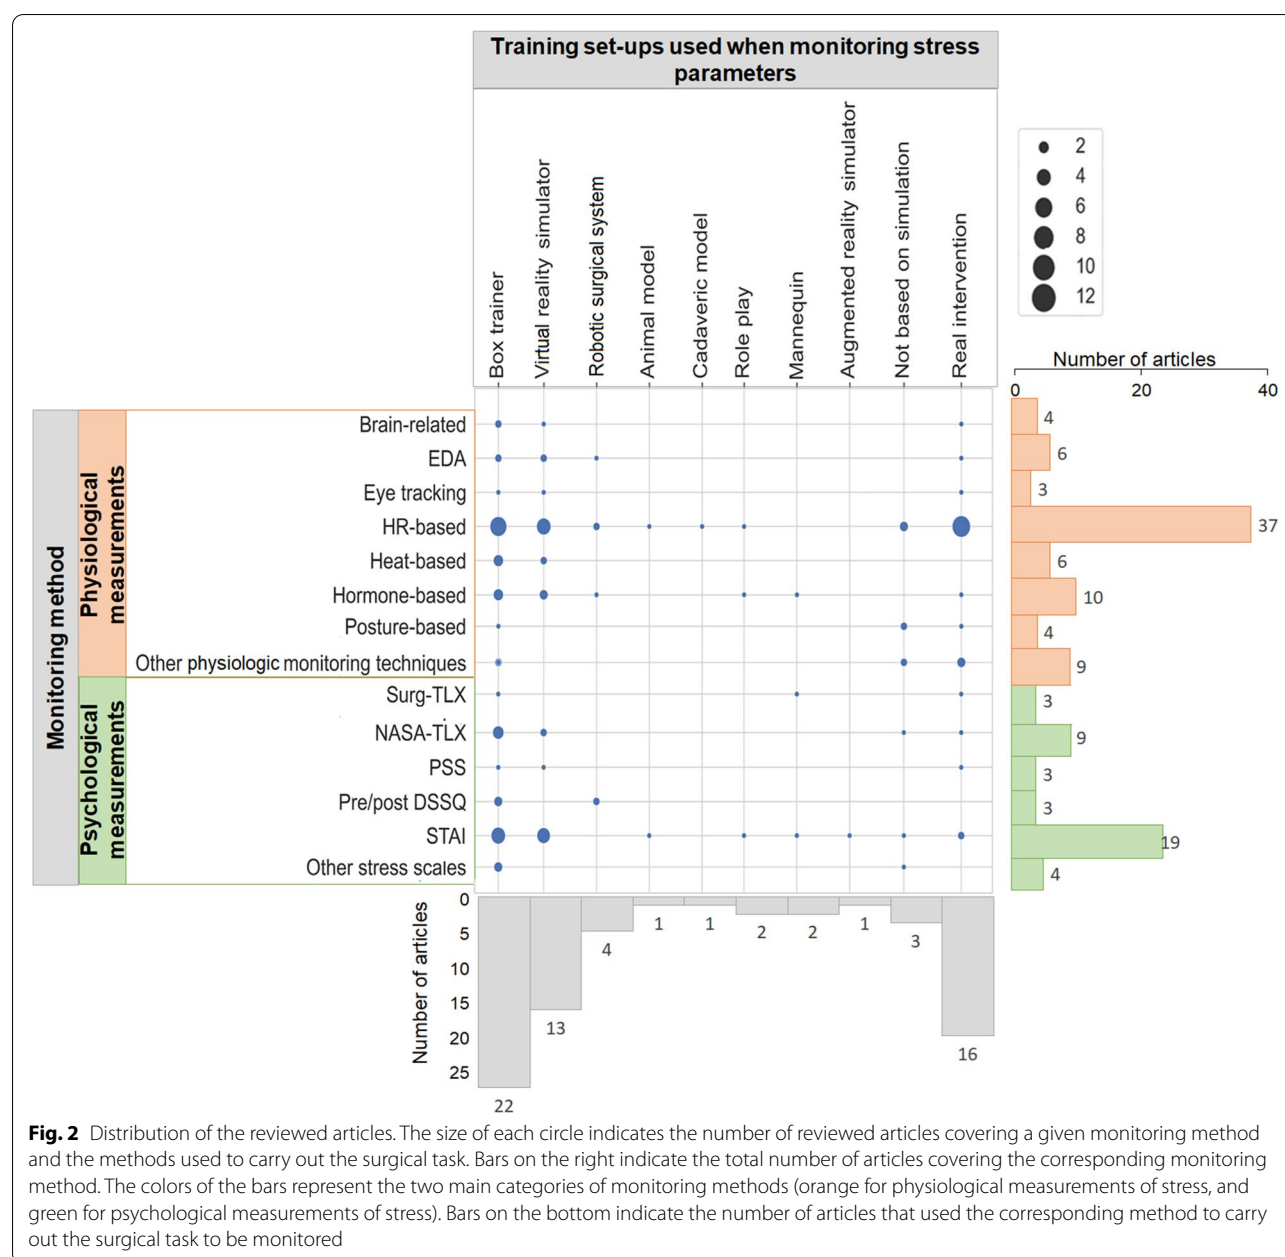 Training set-ups used when monitoring stress
parameters
Box trainer
Virtual reality simulator
Robotic surgical system
Animal model
Cadaveric model
Role play
Mannequin
Augmented reality simulator
Not based on simulation
Real intervention
2
4
6
8
10
12
Number of articles
0 20 40
Monitoring method
Physiological
measurements
Brain-related 4
EDA 6
Eye tracking 3
HR-based 37
Heat-based 6
Hormone-based 10
Posture-based 4
Other physiologic monitoring techniques 9
Psychological
measurements
Surg-TLX 3
NASA-TLX 9
PSS 3
Pre/post DSSQ 3
STAI 19
Other stress scales 4
Number of articles
0
5
10
15
20
25
22 13 4 1 1 2 2 1 3 16
Fig. 2 Distribution of the reviewed articles. The size of each circle indicates the number of reviewed articles covering a given monitoring method
and the methods used to carry out the surgical task. Bars on the right indicate the total number of articles covering the corresponding monitoring
method. The colors of the bars represent the two main categories of monitoring methods (orange for physiological measurements of stress, and
green for psychological measurements of stress). Bars on the bottom indicate the number of articles that used the corresponding method to carry
out the surgical task to be monitored